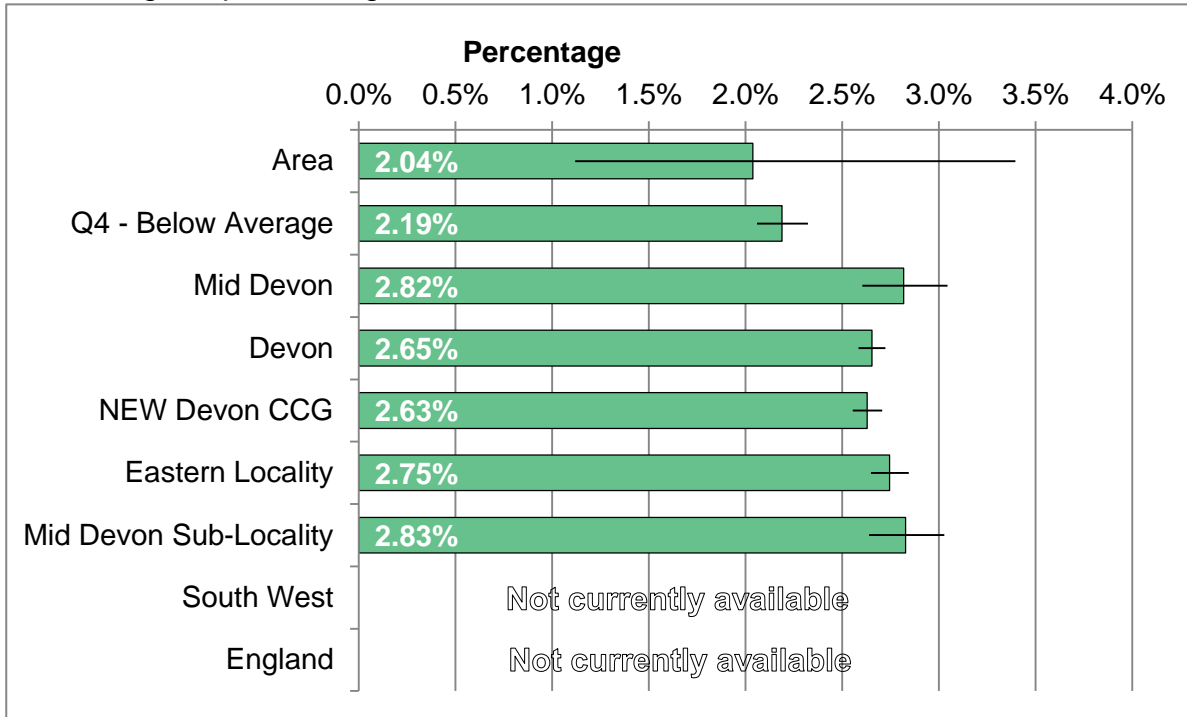 Percentage
0.0% 0.5% 1.0% 1.5% 2.0% 2.5% 3.0% 3.5% 4.0%
Area 2.04%
Q4 - Below Average 2.19%
Mid Devon 2.82%
Devon 2.65%
NEW Devon CCG 2.63%
Eastern Locality 2.75%
Mid Devon Sub-Locality 2.83%
South West Not currently available
England Not currently available